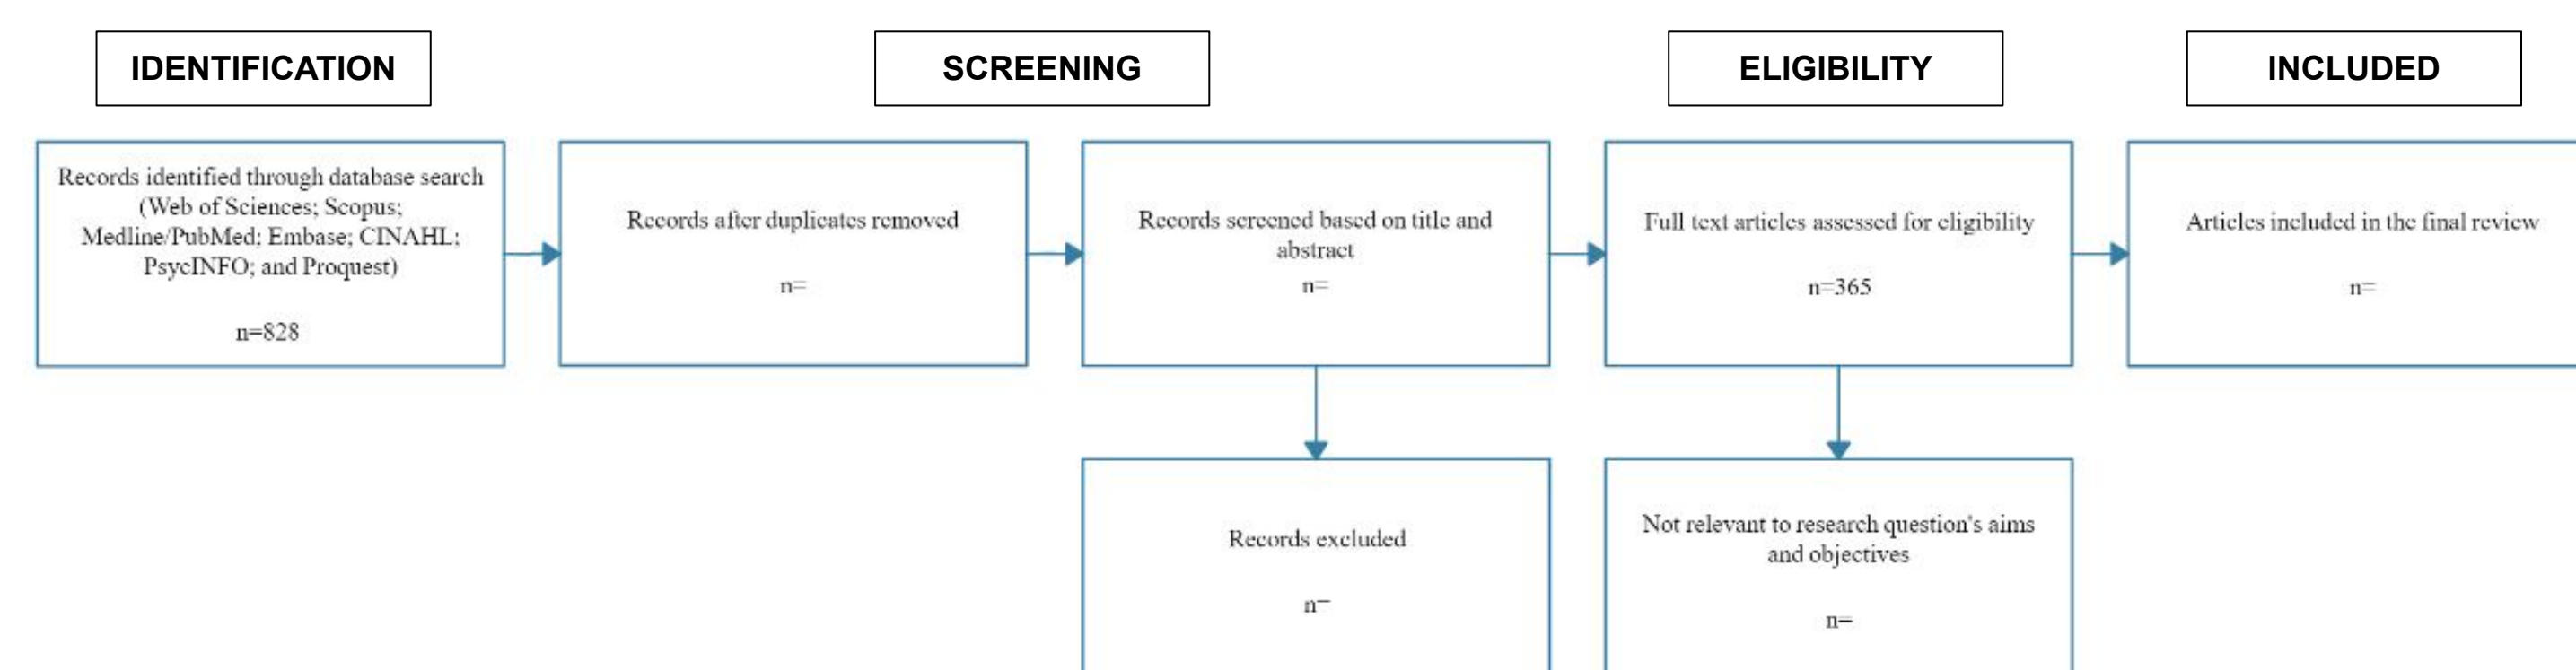 IDENTIFICATION
SCREENING
ELIGIBILITY
INCLUDED
Records identified through database search
(Web of Sciences; Scopus;
Medline/PubMed; Embase; CINAHL;
PsycINFO; and Proquest)
n=828
Records after duplicates removed
n=
Records screened based on title and
abstract
n=
Full text articles assessed for eligibility
n=365
Articles included in the final review
n=
Records excluded
n=
Not relevant to research question's aims
and objectives
n=